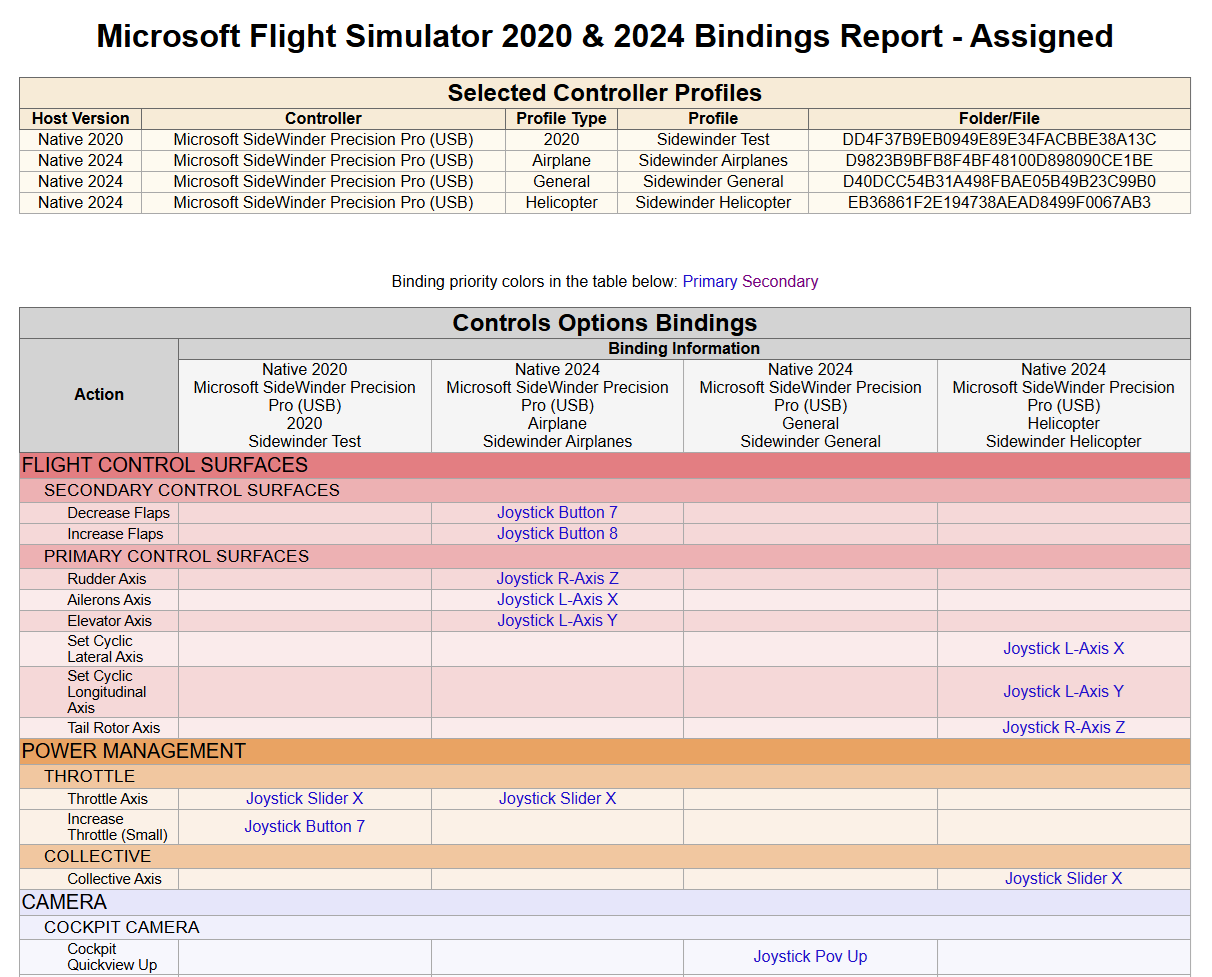 Microsoft Flight Simulator 2020 & 2024 Bindings Report - Assigned
Selected Controller Profiles
Host Version Controller Profile Type Profile Folder/File
Native 2020 Microsoft SideWinder Precision Pro (USB) 2020 Sidewinder Test DD4F37B9EB0949E89E34FACBBE38A13C
Native 2024 Microsoft SideWinder Precision Pro (USB) Airplane Sidewinder Airplanes D9823B9BFB8F4BF48100D898090CE1BE
Native 2024 Microsoft SideWinder Precision Pro (USB) General Sidewinder General D40DCC54B31A498FBAE05B49B23C99B0
Native 2024 Microsoft SideWinder Precision Pro (USB) Helicopter Sidewinder Helicopter EB36861F2E194738AEAD8499F0067AB3
Binding priority colors in the table below: Primary Secondary
Controls Options Bindings
Action
Binding Information
Native 2020
Microsoft SideWinder Precision
Pro (USB)
2020
Sidewinder Test
Native 2024
Microsoft SideWinder Precision
Pro (USB)
Airplane
Sidewinder Airplanes
Native 2024
Microsoft SideWinder Precision
Pro (USB)
General
Sidewinder General
Native 2024
Microsoft SideWinder Precision
Pro (USB)
Helicopter
Sidewinder Helicopter
FLIGHT CONTROL SURFACES
SECONDARY CONTROL SURFACES
Decrease Flaps Joystick Button 7
Increase Flaps Joystick Button 8
PRIMARY CONTROL SURFACES
Rudder Axis Joystick R-Axis Z
Ailerons Axis Joystick L-Axis X
Elevator Axis Joystick L-Axis Y
Set Cyclic
Lateral Axis
Joystick L-Axis X
Set Cyclic
Longitudinal
Axis
Joystick L-Axis Y
Tail Rotor Axis Joystick R-Axis Z
POWER MANAGEMENT
THROTTLE
Throttle Axis Joystick Slider X Joystick Slider X
Increase
Throttle (Small)
Joystick Button 7
COLLECTIVE
Collective Axis Joystick Slider X
CAMERA
COCKPIT CAMERA
Cockpit
Quickview Up
Joystick Pov Up